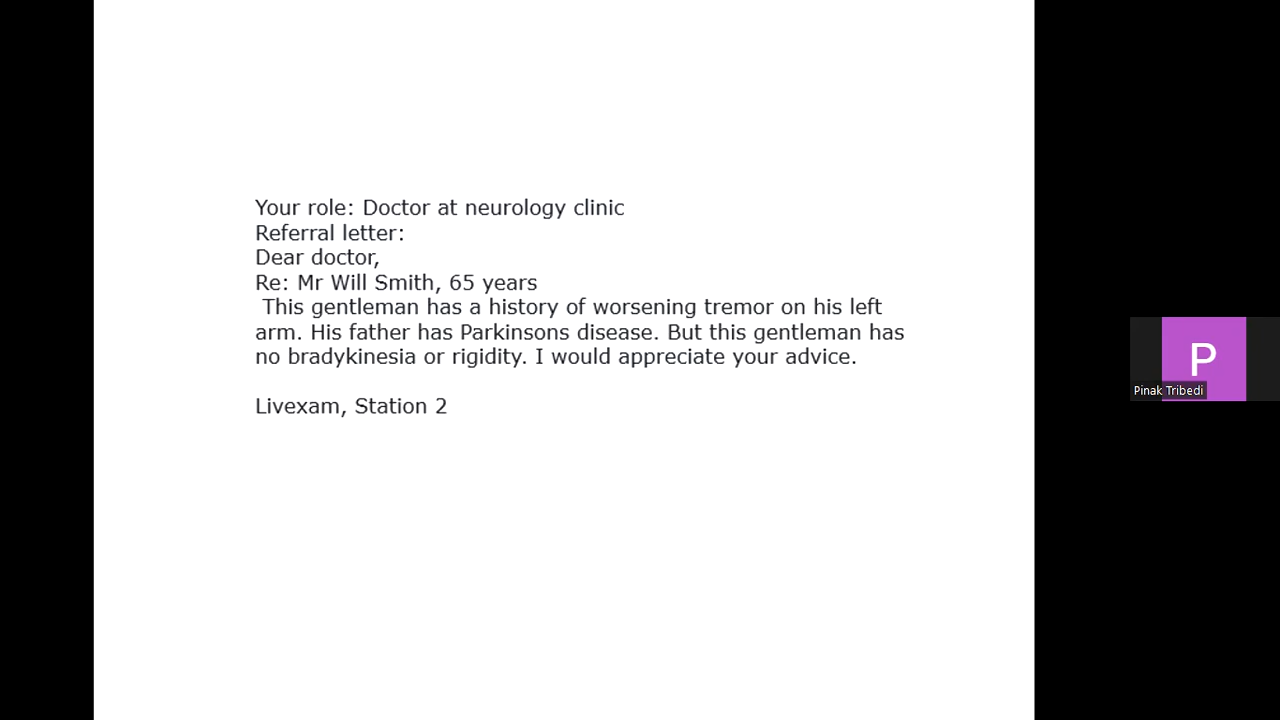 Your role: Doctor at neurology clinic
Referral letter:
Dear doctor,
Re: Mr Will Smith, 65 years
This gentleman has a history of worsening tremor on his left
arm. His father has Parkinsons disease. But this gentleman has
no bradykinesia or rigidity. I would appreciate your advice.
Livexam, Station 2
P
Pinak Tribedi